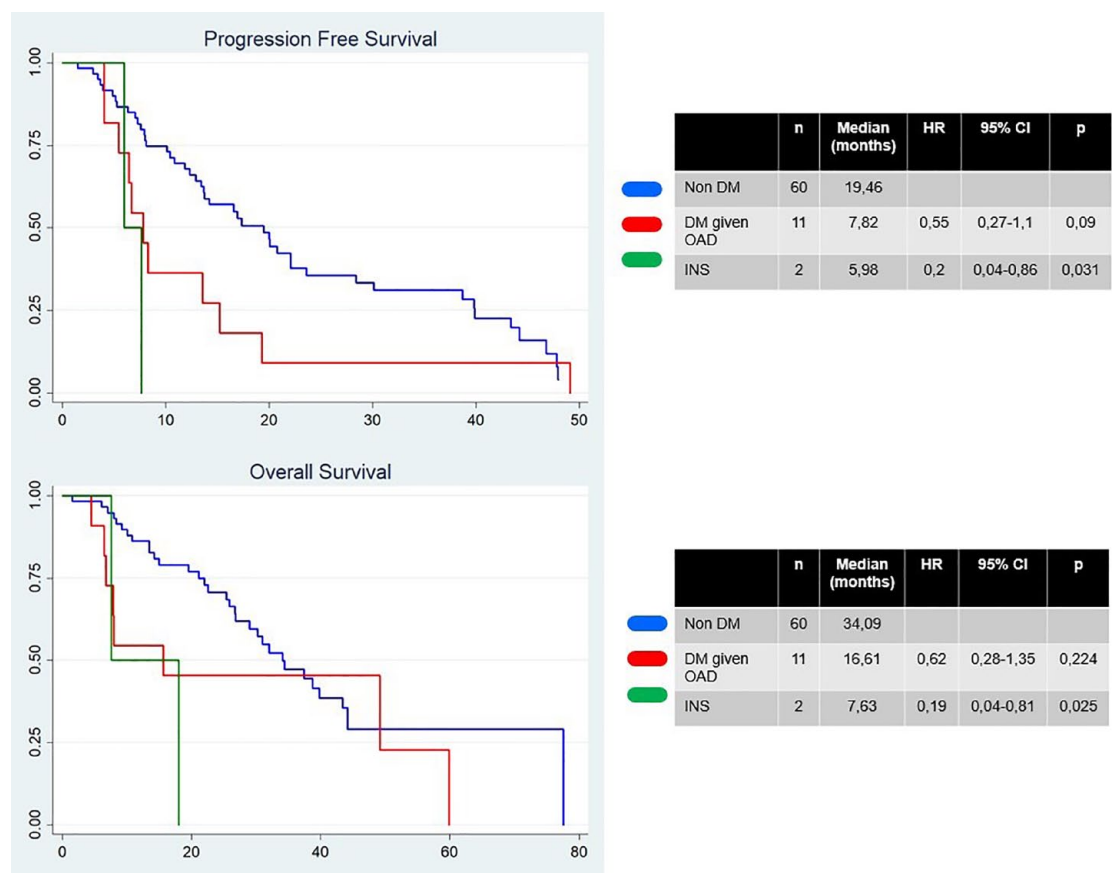 Progression Free Survival
1.00
0.75
0.50
0.25
0.00
0 10 20 30 40 50
n Median (months) HR 95% CI p
Non DM 60 19,46
DM given OAD 11 7,82 0,55 0,27-1,1 0,09
INS 2 5,98 0,2 0,04-0,86 0,031
Overall Survival
1.00
0.75
0.50
0.25
0.00
0 20 40 60 80
n Median (months) HR 95% CI p
Non DM 60 34,09
DM given OAD 11 16,61 0,62 0,28-1,35 0,224
INS 2 7,63 0,19 0,04-0,81 0,025